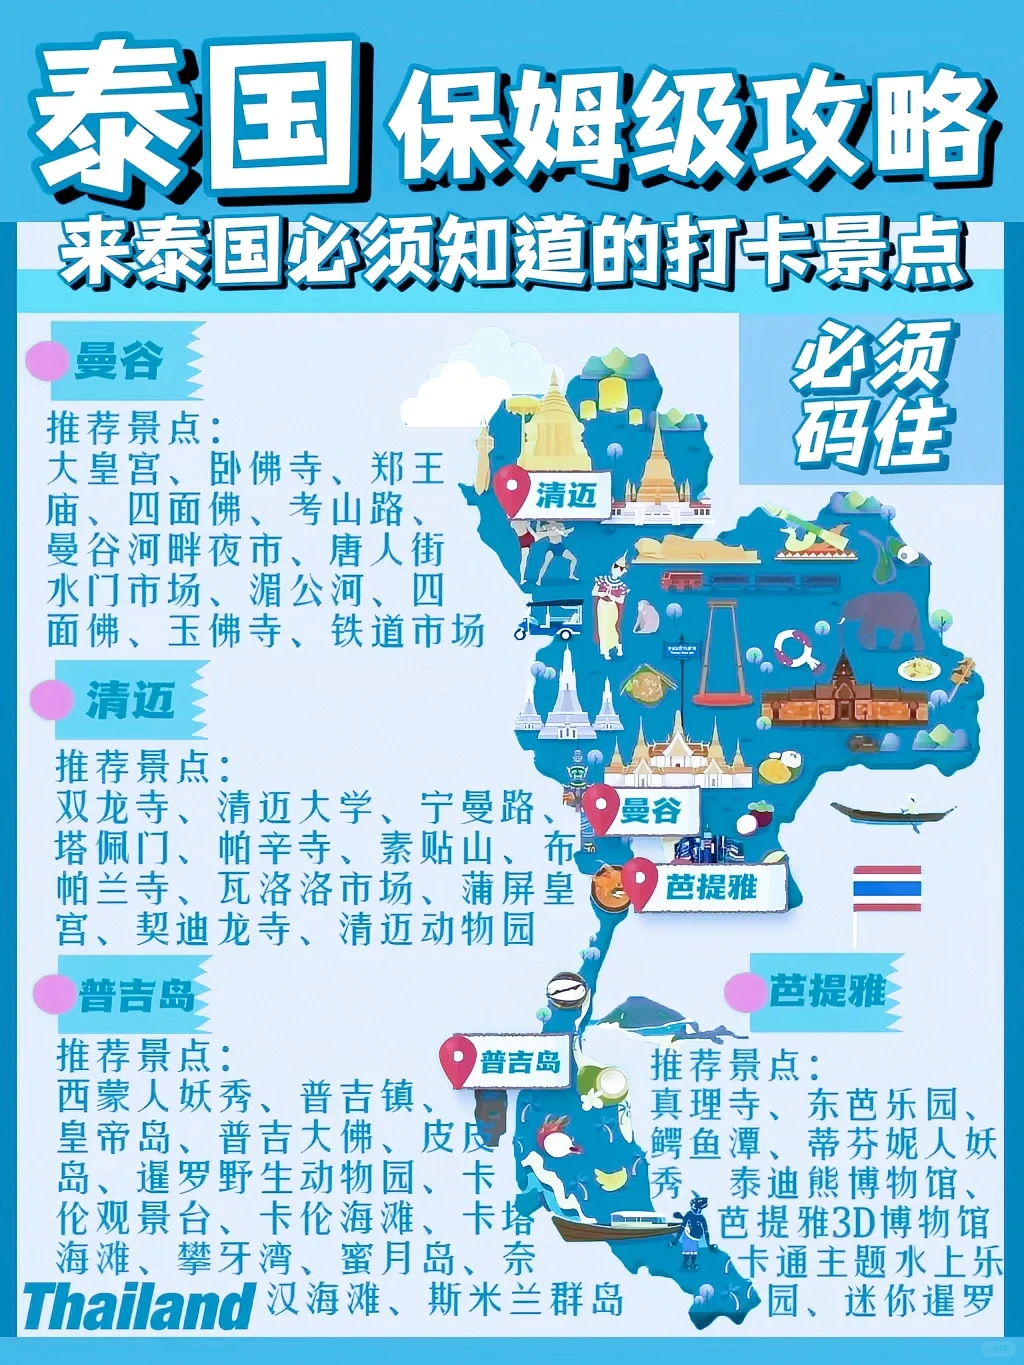 泰国 保姆级攻略
来泰国必须知道的打卡景点
必须
码住
曼谷
推荐景点：
大皇宫、卧佛寺、郑王
庙、四面佛、考山路、
曼谷河畔夜市、唐人街
水门市场、湄公河、四
面佛、玉佛寺、铁道市场
清迈
推荐景点：
双龙寺、清迈大学、宁曼路、
塔佩门、帕辛寺、素贴山、布
帕兰寺、瓦洛洛市场、蒲屏皇
宫、契迪龙寺、清迈动物园
普吉岛
推荐景点：
西蒙人妖秀、普吉镇、
皇帝岛、普吉大佛、皮皮
岛、暹罗野生动物园、卡
伦观景台、卡伦海滩、卡塔
海滩、攀牙湾、蜜月岛、奈
汉海滩、斯米兰群岛
芭提雅
推荐景点：
真理寺、东芭乐园、
鳄鱼潭、蒂芬妮人妖
秀、泰迪熊博物馆、
芭提雅3D博物馆
卡通主题水上乐
园、迷你暹罗
清迈
曼谷
芭提雅
普吉岛
Thailand